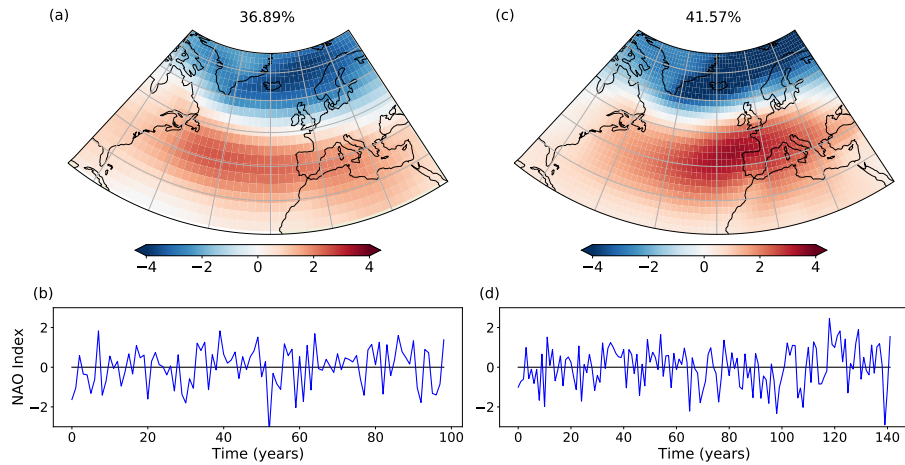 (a)
36.89%
−4 −2 0 2 4
(b)
NAO Index
2
0
−2
0 20 40 60 80 100
Time (years)
(c)
41.57%
−4 −2 0 2 4
(d)
2
0
−2
0 20 40 60 80 100 120 140
Time (years)